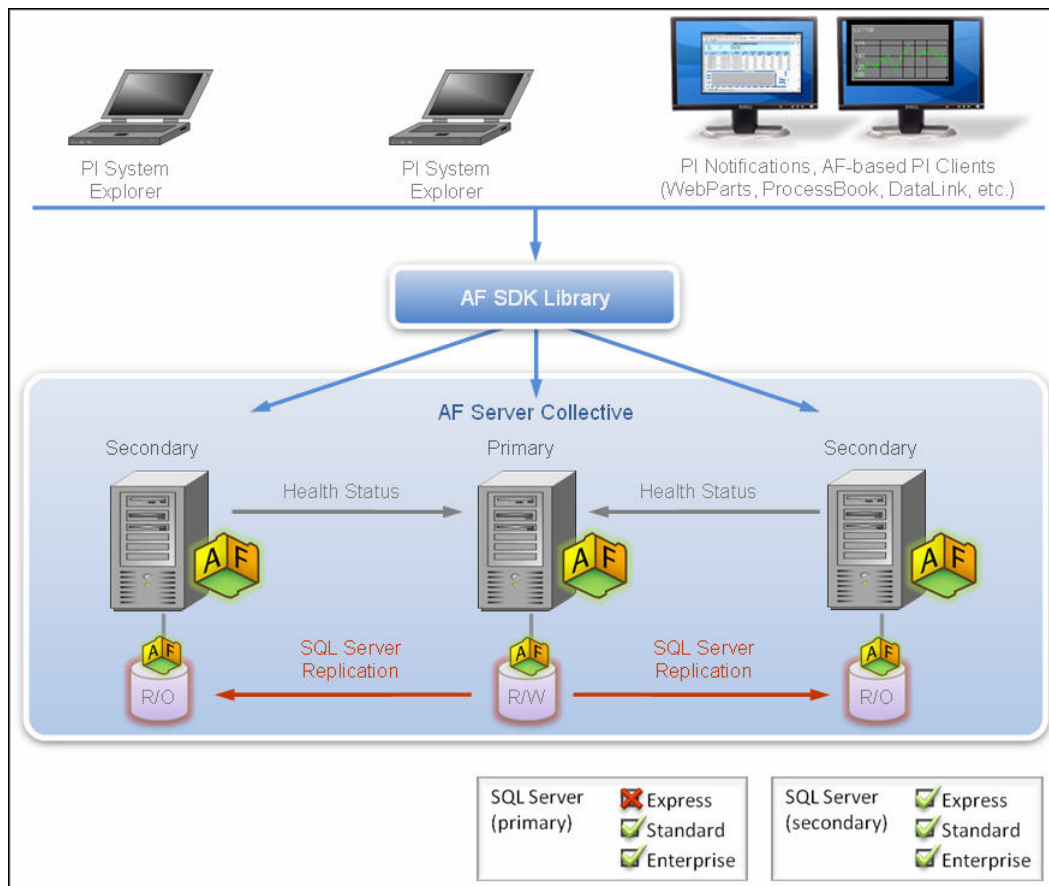 PI System
Explorer
PI System
Explorer
PI Notifications, AF-based PI Clients
(WebParts, ProcessBook, DataLink, etc.)
AF SDK Library
AF Server Collective
Secondary
Primary
Secondary
Health Status
Health Status
A F
A F
A F
SQL Server
Replication
SQL Server
Replication
A F
A F
A F
R/O
R/W
R/O
SQL Server
(primary)
Express
Standard
Enterprise
SQL Server
(secondary)
Express
Standard
Enterprise